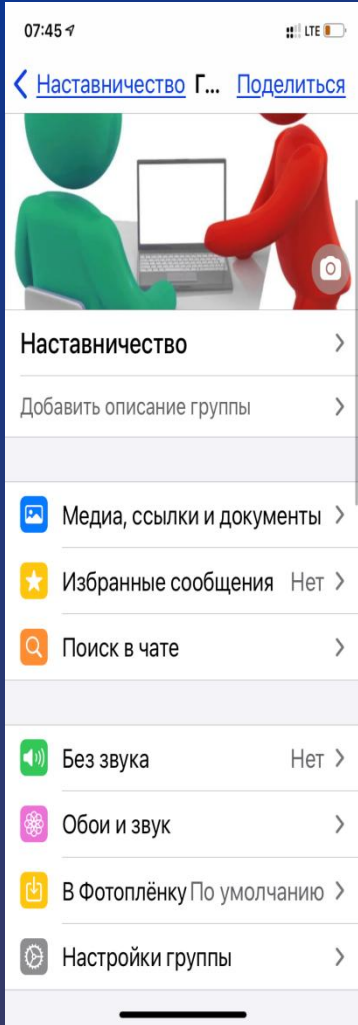 07:45 LTE
Наставничество Г... Поделиться
Наставничество
Добавить описание группы
Медиа, ссылки и документы
Избранные сообщения Нет
Поиск в чате
Без звука Нет
Обои и звук
В Фотоплёнку По умолчанию
Настройки группы